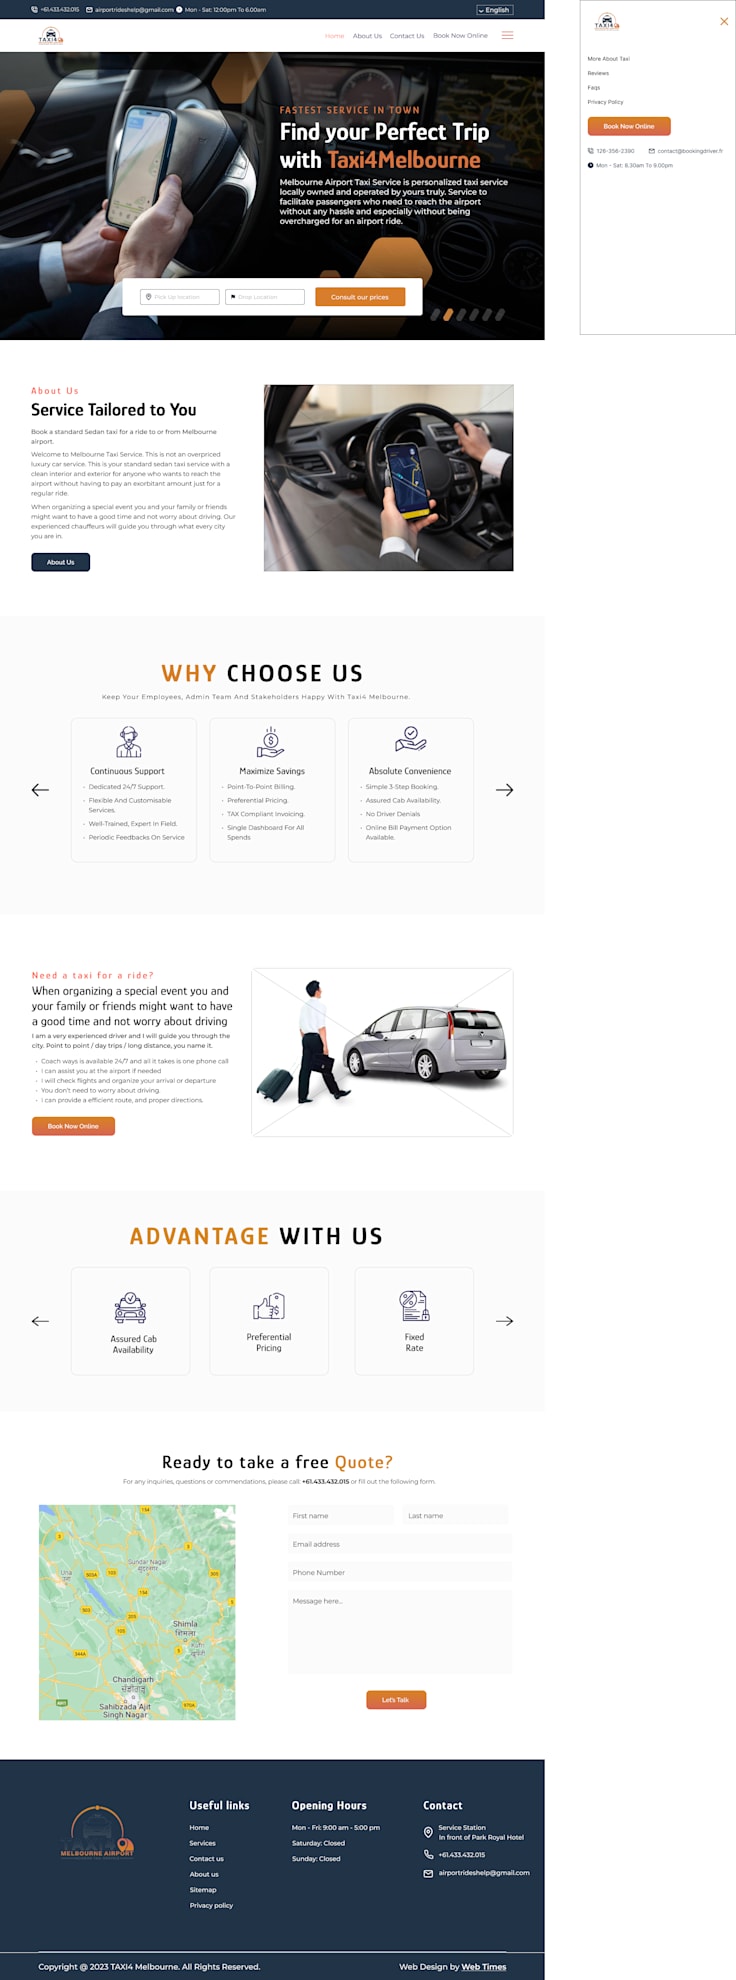 +61.433.432.015 airportrideshelp@gmail.com Mon - Sat: 12:00pm To 6.00am English
TAXI4
Home About Us Contact Us Book Now Online
FASTEST SERVICE IN TOWN
Find your Perfect Trip
with Taxi4Melbourne
Melbourne Airport Taxi Service is personalized taxi service
locally owned and operated by yours truly. Service to
facilitate passengers who need to reach the airport
without any hassle and especially without being
overcharged for an airport ride.
Pick Up location Drop Location Consult our prices
TAXI4
More About Taxi
Reviews
Faqs
Privacy Policy
Book Now Online
128-356-2390 contact@bookingdriver.fr
Mon - Sat: 8.30am To 9.00pm
About Us
Service Tailored to You
Book a standard Sedan taxi for a ride to or from Melbourne
airport.
Welcome to Melbourne Taxi Service. This is not an overpriced
luxury car service. This is your standard sedan taxi service with a
clean interior and exterior for anyone who wants to reach the
airport without having to pay an exorbitant amount just for a
regular ride.
When organizing a special event you and your family or friends
might want to have a good time and not worry about driving. Our
experienced chauffeurs will guide you through what every city
you are in.
About Us
WHY CHOOSE US
Keep Your Employees, Admin Team And Stakeholders Happy With Taxi4 Melbourne.
Continuous Support
• Dedicated 24/7 Support.
• Flexible And Customisable
Services.
• Well-Trained, Expert In Field.
• Periodic Feedbacks On Service
Maximize Savings
• Point-To-Point Billing.
• Preferential Pricing.
• TAX Compliant Invoicing.
• Single Dashboard For All
Spends
Absolute Convenience
• Simple 3-Step Booking.
• Assured Cab Availability.
• No Driver Denials
• Online Bill Payment Option
Available.
Need a taxi for a ride?
When organizing a special event you and
your family or friends might want to have
a good time and not worry about driving
I am a very experienced driver and I will guide you through the
city. Point to point / day trips / long distance, you name it.
• Coach ways is available 24/7 and all it takes is one phone call
• I can assist you at the airport if needed
• I will check flights and organize your arrival or departure
• You don't need to worry about driving.
• I can provide a efficient route, and proper directions.
Book Now Online
ADVANTAGE WITH US
Assured Cab
Availability
Preferential
Pricing
Fixed
Rate
Ready to take a free Quote?
For any inquiries, questions or commendations, please call: +61.433.432.015 or fill out the following form.
154
5
3
Sundar Nagar
सुंदरनगर
Una
503A
103
305
154
503
205
5
105
Shimla
शिमला
244A
Kufri
कुफरी
5
Chandigarh
चंडीगढ़
Sahibzada Ajit
Singh Nagar
First name Last name
Email address
Phone Number
Message here...
Let's Talk
TAXI4
MELBOURNE AIRPORT
Useful links
Home
Services
Contact us
About us
Sitemap
Privacy policy
Opening Hours
Mon - Fri: 9:00 am - 5:00 pm
Saturday: Closed
Sunday: Closed
Contact
Service Station
In front of Park Royal Hotel
+61.433.432.015
airportrideshelp@gmail.com
Copyright @ 2023 TAXI4 Melbourne. All Rights Reserved. Web Design by Web Times